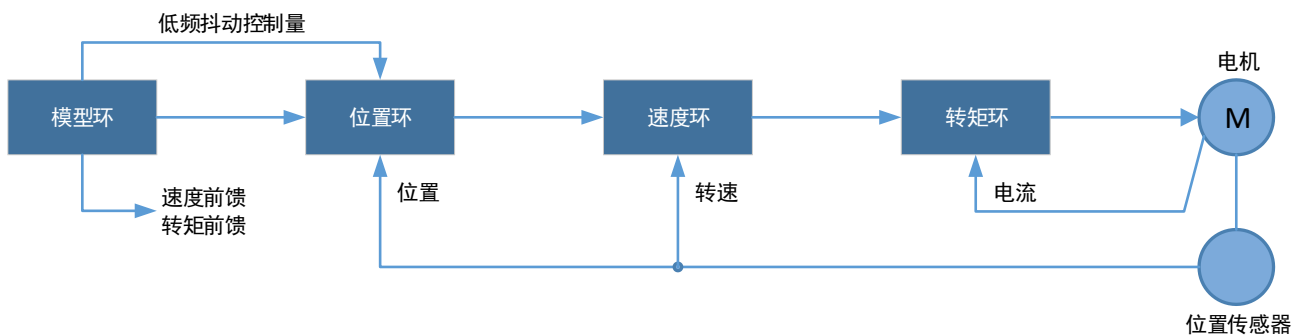 低频抖动控制量
电机
模型环
位置环
速度环
转矩环
M
速度前馈
转矩前馈
位置
转速
电流
位置传感器